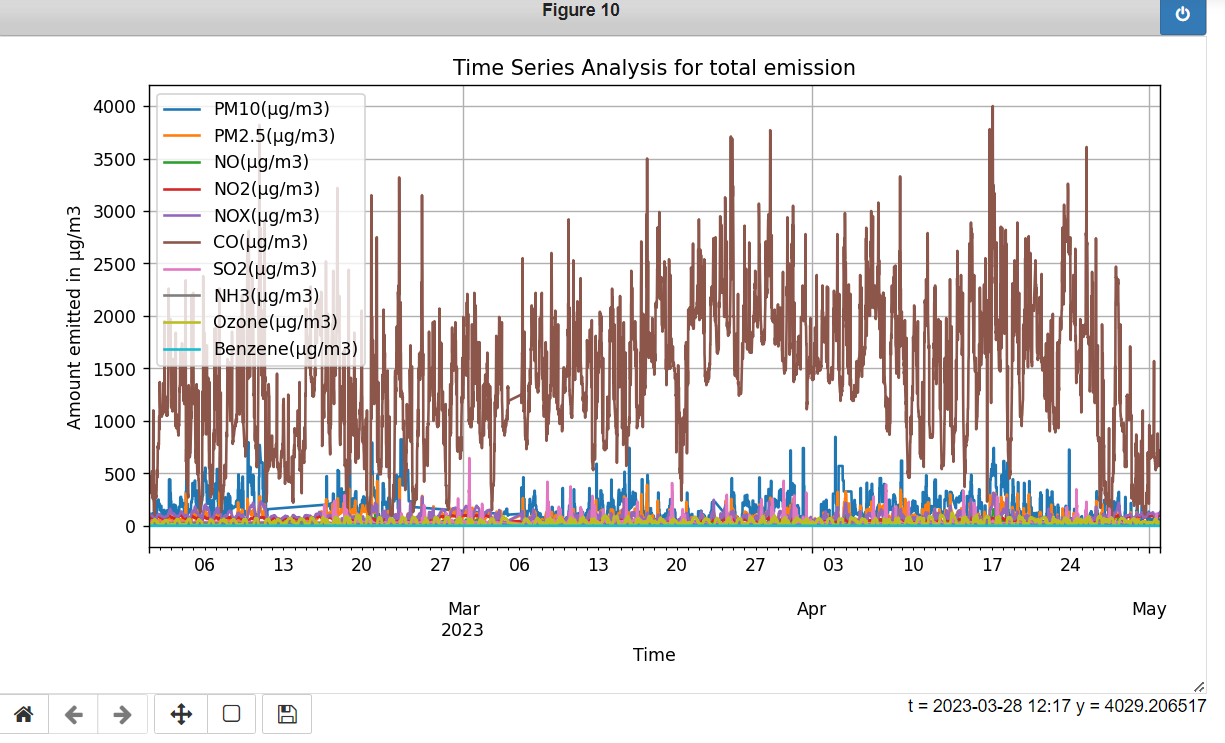 Figure 10
Time Series Analysis for total emission
4000
3500
3000
2500
2000
1500
1000
500
0
Amount emitted in µg/m3
PM10(µg/m3)
PM2.5(µg/m3)
NO(µg/m3)
NO2(µg/m3)
NOX(µg/m3)
CO(µg/m3)
SO2(µg/m3)
NH3(µg/m3)
Ozone(µg/m3)
Benzene(µg/m3)
06 13 20 27 06 13 20 27 03 10 17 24
Mar Apr May
2023
Time
t = 2023-03-28 12:17 y = 4029.206517